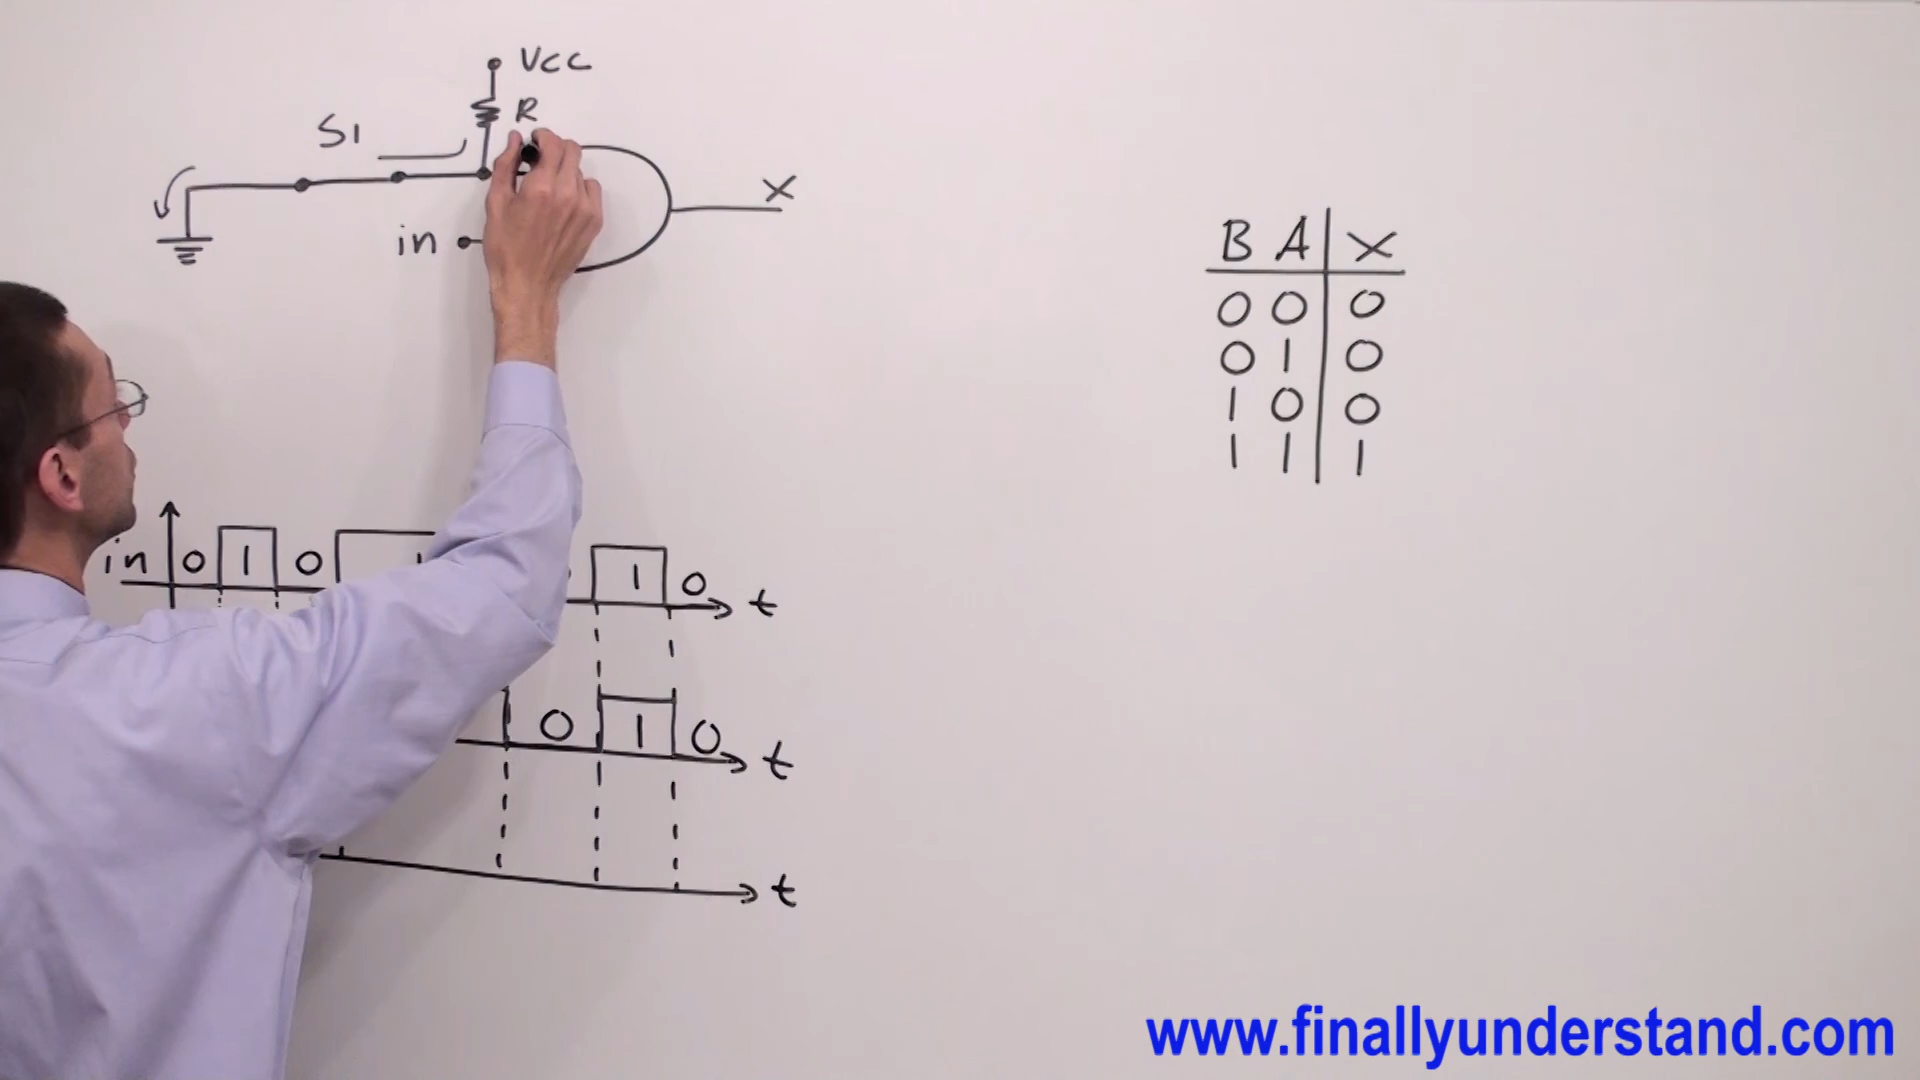 VCC
R
S1
X
in
B A X
0 0 0
0 1 0
1 0 0
1 1 1
in 0 1 0 1 0
t
0 1 0
t
t
www.finallyunderstand.com